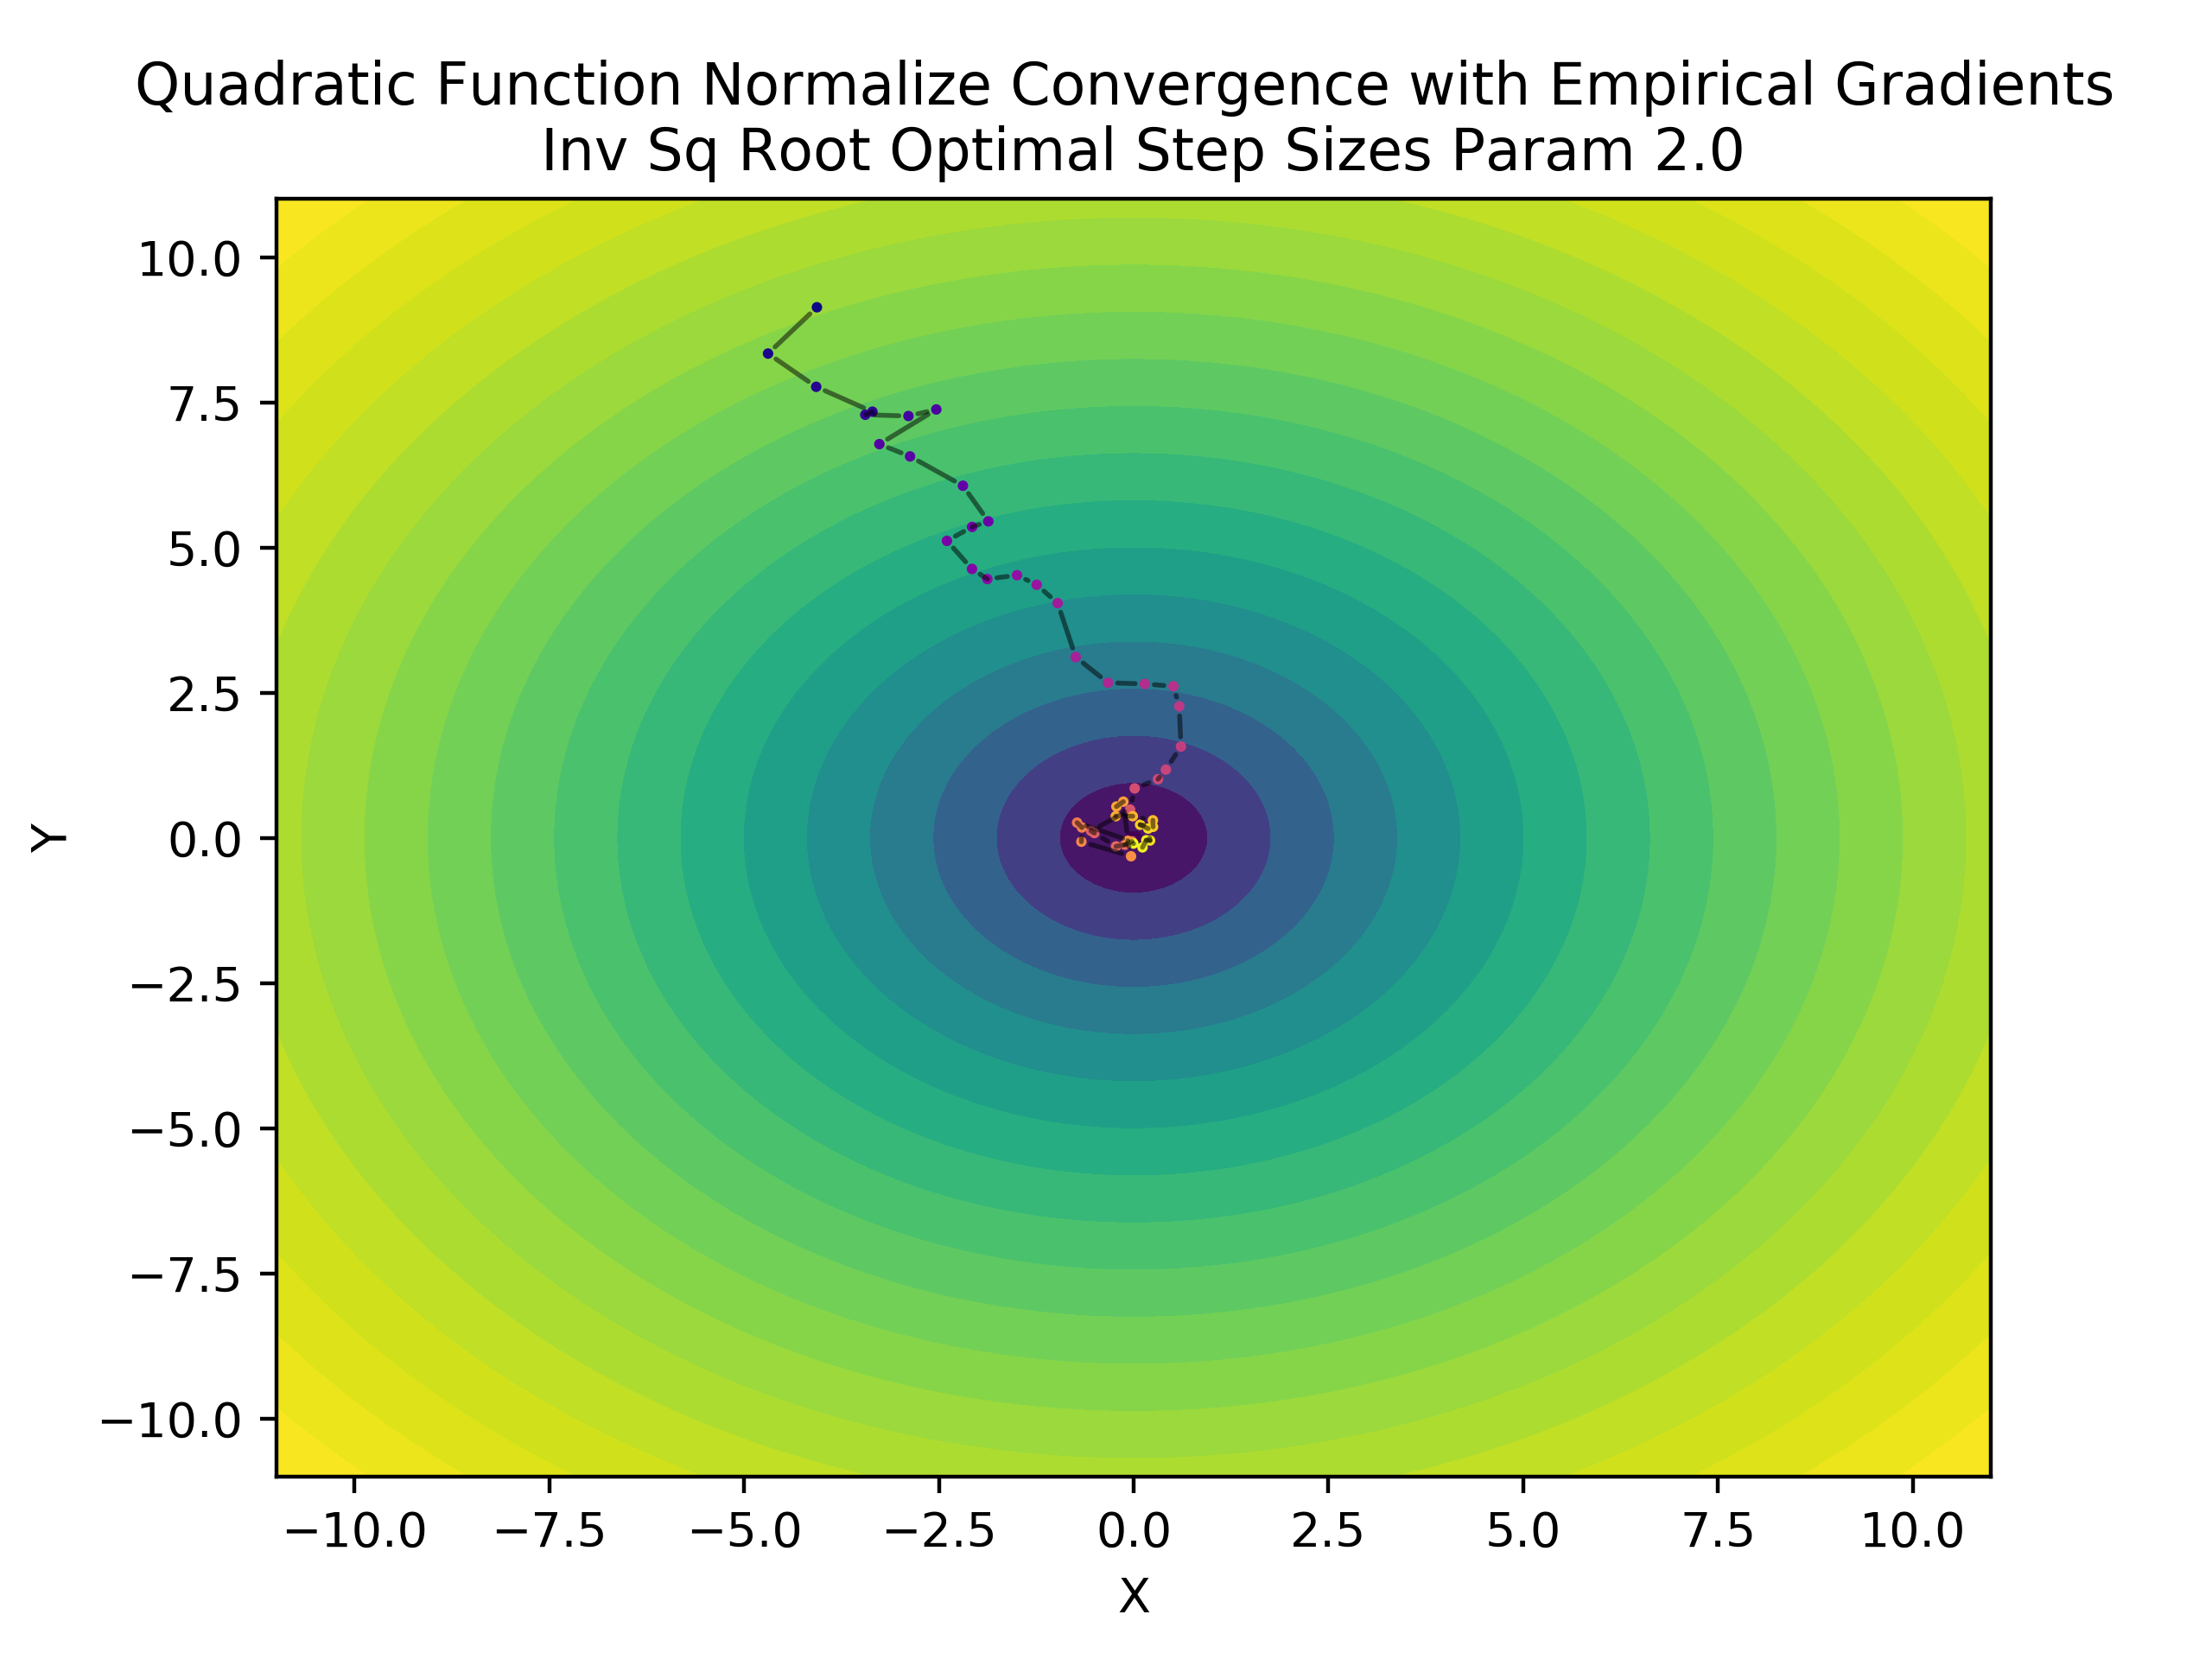 Quadratic Function Normalize Convergence with Empirical Gradients
Inv Sq Root Optimal Step Sizes Param 2.0
10.0
7.5
5.0
2.5
0.0
−2.5
−5.0
−7.5
−10.0
Y
−10.0 −7.5 −5.0 −2.5 0.0 2.5 5.0 7.5 10.0
X